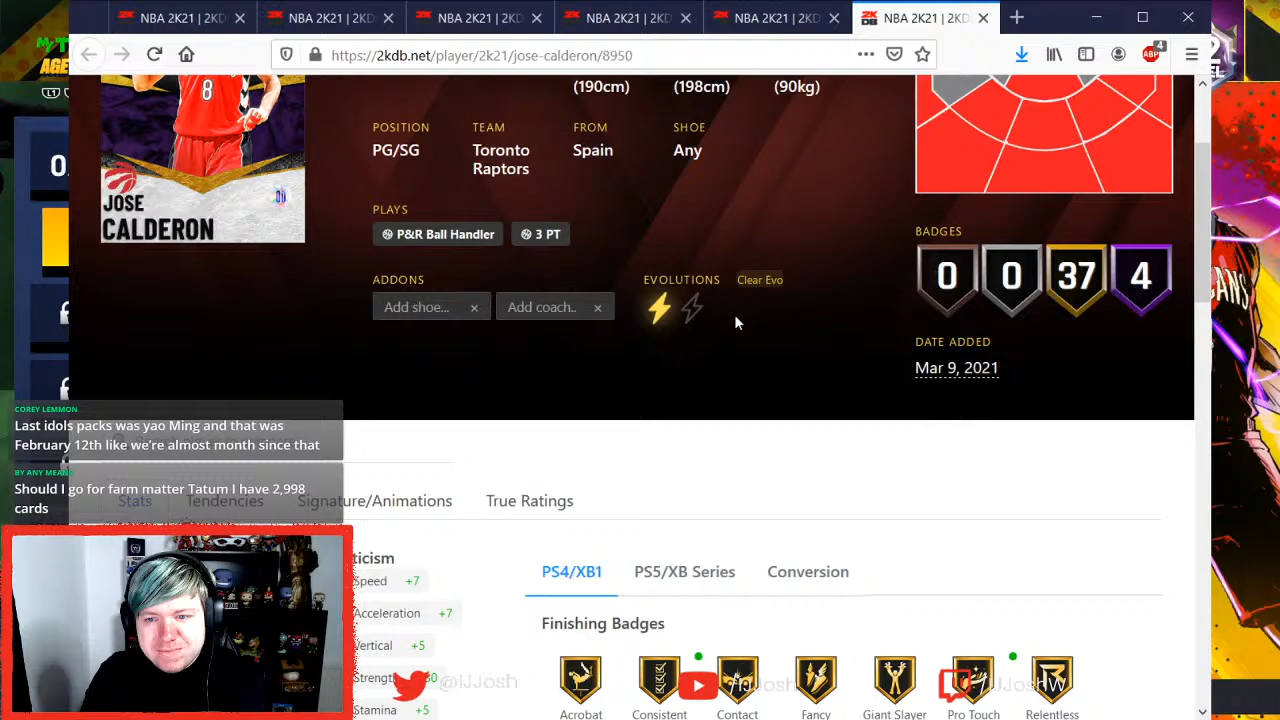 NBA 2K21 | 2KD
NBA 2K21 | 2KD
NBA 2K21 | 2KD
NBA 2K21 | 2KD
NBA 2K21 | 2KD
NBA 2K21 | 2KD
https://2kdb.net/player/2k21/jose-calderon/8950
ABP
4
8
JOSE
CALDERON
(190cm)
(198cm)
(90kg)
POSITION
TEAM
FROM
SHOE
PG/SG
Toronto
Raptors
Spain
Any
PLAYS
P&R Ball Handler
3 PT
ADDONS
Add shoe...
Add coach..
EVOLUTIONS
Clear Evo
BADGES
0
0
37
4
DATE ADDED
Mar 9, 2021
COREY LEMMON
Last idols packs was yao Ming and that was
February 12th like we're almost month since that
BY ANY MEANS
Should I go for farm matter Tatum I have 2,998
cards
Stats
Tendencies
Signature/Animations
True Ratings
ticism
Speed +7
Acceleration +7
Vertical +5
Stamina +5
PS4/XB1
PS5/XB Series
Conversion
Finishing Badges
Acrobat
Consistent
Contact
Fancy
Giant Slayer
Pro Touch
Relentless
@IJJosh